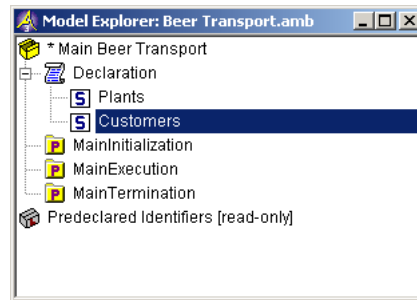 Model Explorer: Beer Transport.amb
* Main Beer Transport
Declaration
S Plants
S Customers
P MainInitialization
P MainExecution
P MainTermination
Predeclared Identifiers [read-only]